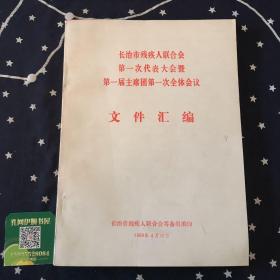 长治市残疾人联合会
第一次代表大会暨
第一届主席团第一次全体会议
文件汇编
长治市残疾人联合会筹备组编印